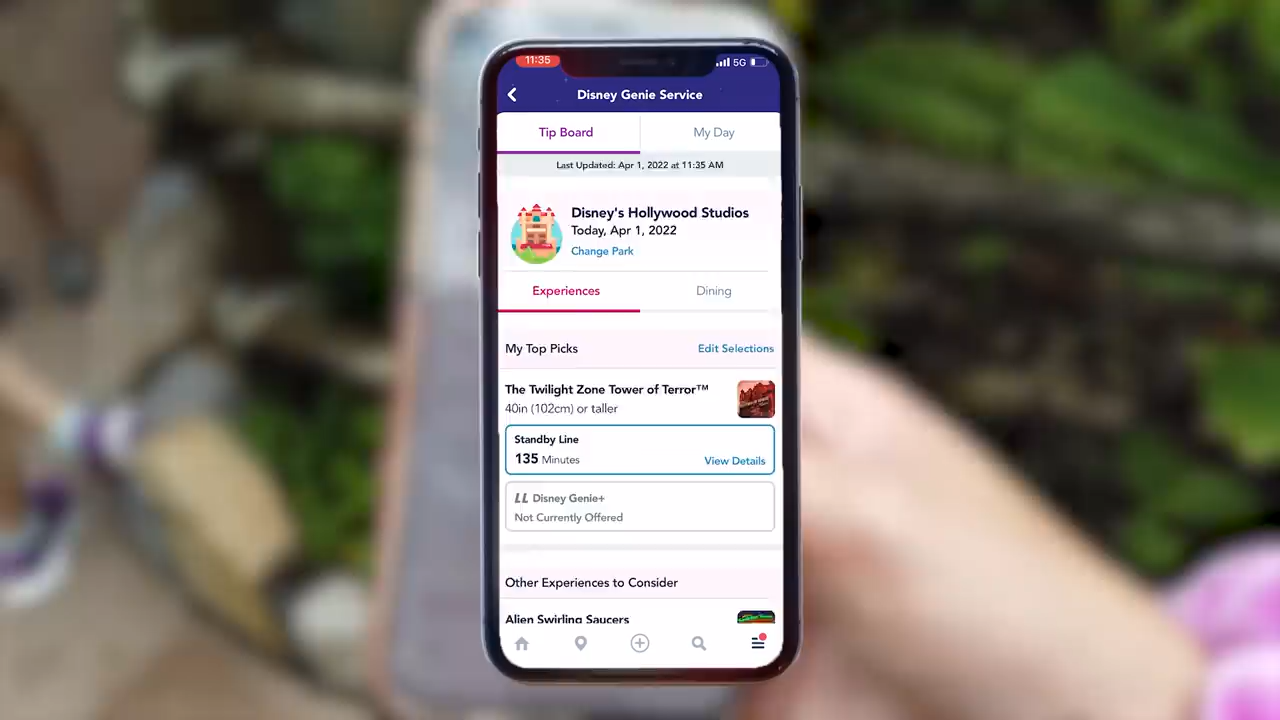 11:35
5G
Disney Genie Service
Tip Board
My Day
Last Updated: Apr 1, 2022 at 11:35 AM
Disney's Hollywood Studios
Today, Apr 1, 2022
Change Park
Experiences
Dining
My Top Picks
Edit Selections
The Twilight Zone Tower of Terror™
40in (102cm) or taller
Standby Line
135 Minutes
View Details
LL Disney Genie+
Not Currently Offered
Other Experiences to Consider
Alien Swirling Saucers